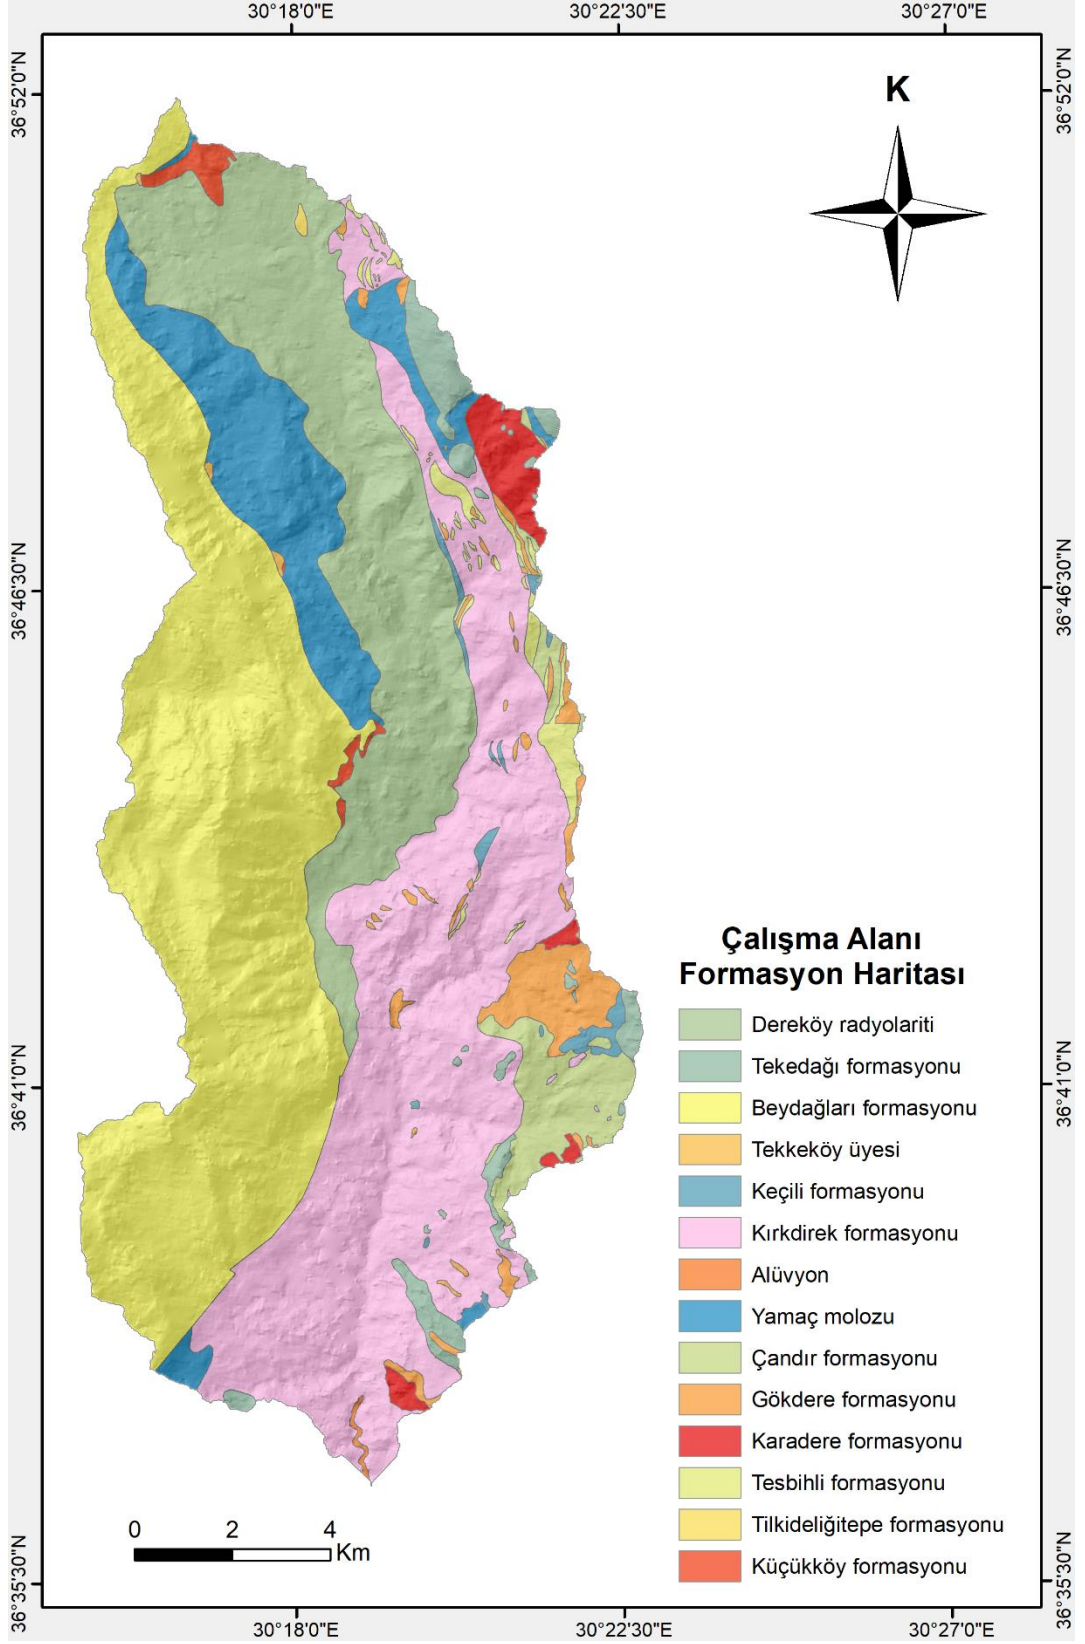 30°18'0"E 30°22'30"E 30°27'0"E
36°52'0"N 36°52'0"N
K
36°46'30"N 36°46'30"N
Çalışma Alanı
Formasyon Haritası
Dereköy radyolariti
Tekedağı formasyonu
36°41'0"N 36°41'0"N
Beydağları formasyonu
Tekkeköy üyesi
Keçili formasyonu
Kırkdirek formasyonu
Alüvyon
Yamaç molozu
Çandır formasyonu
Gökdere formasyonu
Karadere formasyonu
Tesbihli formasyonu
Tilkideliğitepe formasyonu
Küçükköy formasyonu
0 2 4
Km
36°35'30"N 36°35'30"N
30°18'0"E 30°22'30"E 30°27'0"E